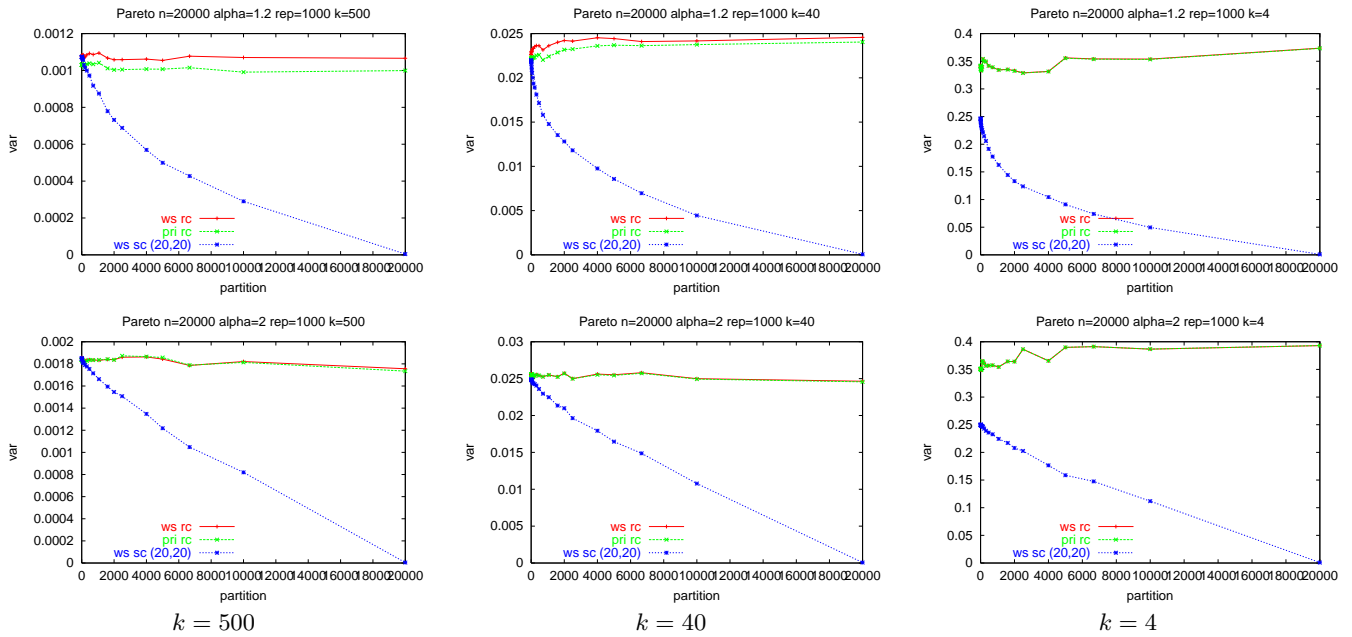 Pareto n=20000 alpha=1.2 rep=1000 k=500
0.0012
0.001
0.0008
0.0006
0.0004
0.0002
0
var
ws rc
pri rc
ws sc (20,20)
0 2000 4000 6000 8000 10000 12000 14000 16000 18000 20000
partition
Pareto n=20000 alpha=1.2 rep=1000 k=40
0.025
0.02
0.015
0.01
0.005
0
var
ws rc
pri rc
ws sc (20,20)
0 2000 4000 6000 8000 10000 12000 14000 16000 18000 20000
partition
Pareto n=20000 alpha=1.2 rep=1000 k=4
0.4
0.35
0.3
0.25
0.2
0.15
0.1
0.05
0
var
ws rc
pri rc
ws sc (20,20)
0 2000 4000 6000 8000 10000 12000 14000 16000 18000 20000
partition
Pareto n=20000 alpha=2 rep=1000 k=500
0.002
0.0018
0.0016
0.0014
0.0012
0.001
0.0008
0.0006
0.0004
0.0002
0
var
ws rc
pri rc
ws sc (20,20)
0 2000 4000 6000 8000 10000 12000 14000 16000 18000 20000
partition
Pareto n=20000 alpha=2 rep=1000 k=40
0.03
0.025
0.02
0.015
0.01
0.005
0
var
ws rc
pri rc
ws sc (20,20)
0 2000 4000 6000 8000 10000 12000 14000 16000 18000 20000
partition
Pareto n=20000 alpha=2 rep=1000 k=4
0.4
0.35
0.3
0.25
0.2
0.15
0.1
0.05
0
var
ws rc
pri rc
ws sc (20,20)
0 2000 4000 6000 8000 10000 12000 14000 16000 18000 20000
partition
k = 500
k = 40
k = 4